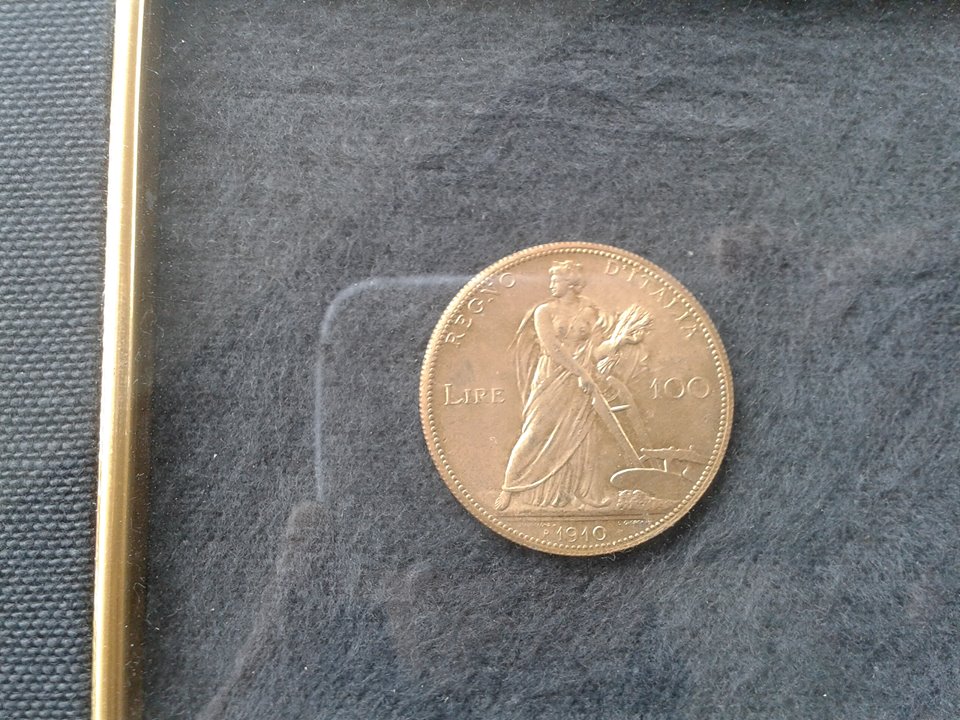 REGNO D'ITALIA
LIRE 100
R 1910